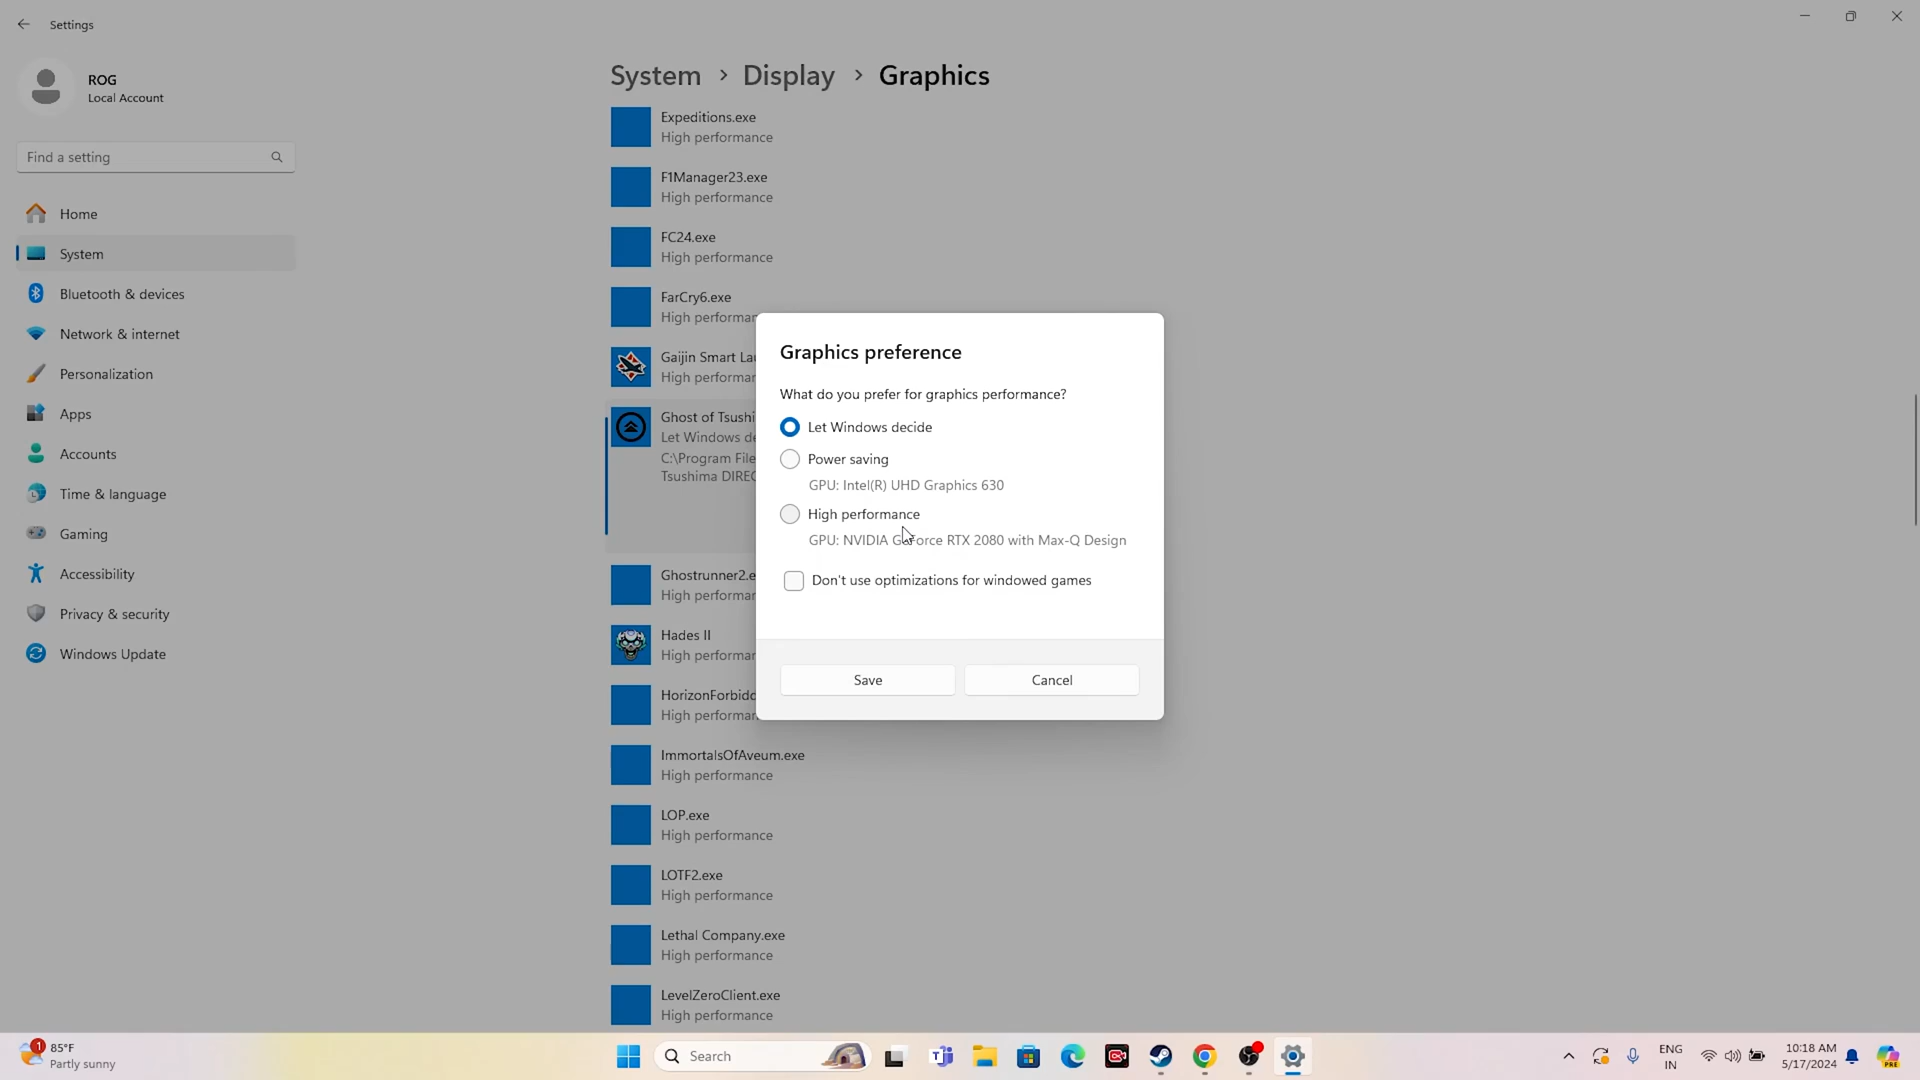 Settings
ROG
Local Account
Find a setting
Home
System
Bluetooth & devices
Network & internet
Personalization
Apps
Accounts
Time & language
Gaming
Accessibility
Privacy & security
Windows Update
System > Display > Graphics
Expeditions.exe
High performance
F1Manager23.exe
High performance
FC24.exe
High performance
FarCry6.exe
High performan
Gaijin Smart Lau
High performan
Ghost of Tsushi
Let Windows de
C:\Program File
Tsushima DIREC
Ghostrunner2.e
High performan
Hades II
High performan
HorizonForbidd
High performan
ImmortalsOfAveum.exe
High performance
LOP.exe
High performance
LOTF2.exe
High performance
Lethal Company.exe
High performance
LevelZeroClient.exe
High performance
Graphics preference
What do you prefer for graphics performance?
Let Windows decide
Power saving
GPU: Intel(R) UHD Graphics 630
High performance
GPU: NVIDIA GeForce RTX 2080 with Max-Q Design
Don't use optimizations for windowed games
Save
Cancel
1
85°F
Partly sunny
Search
ENG
IN
10:18 AM
5/17/2024
PRE